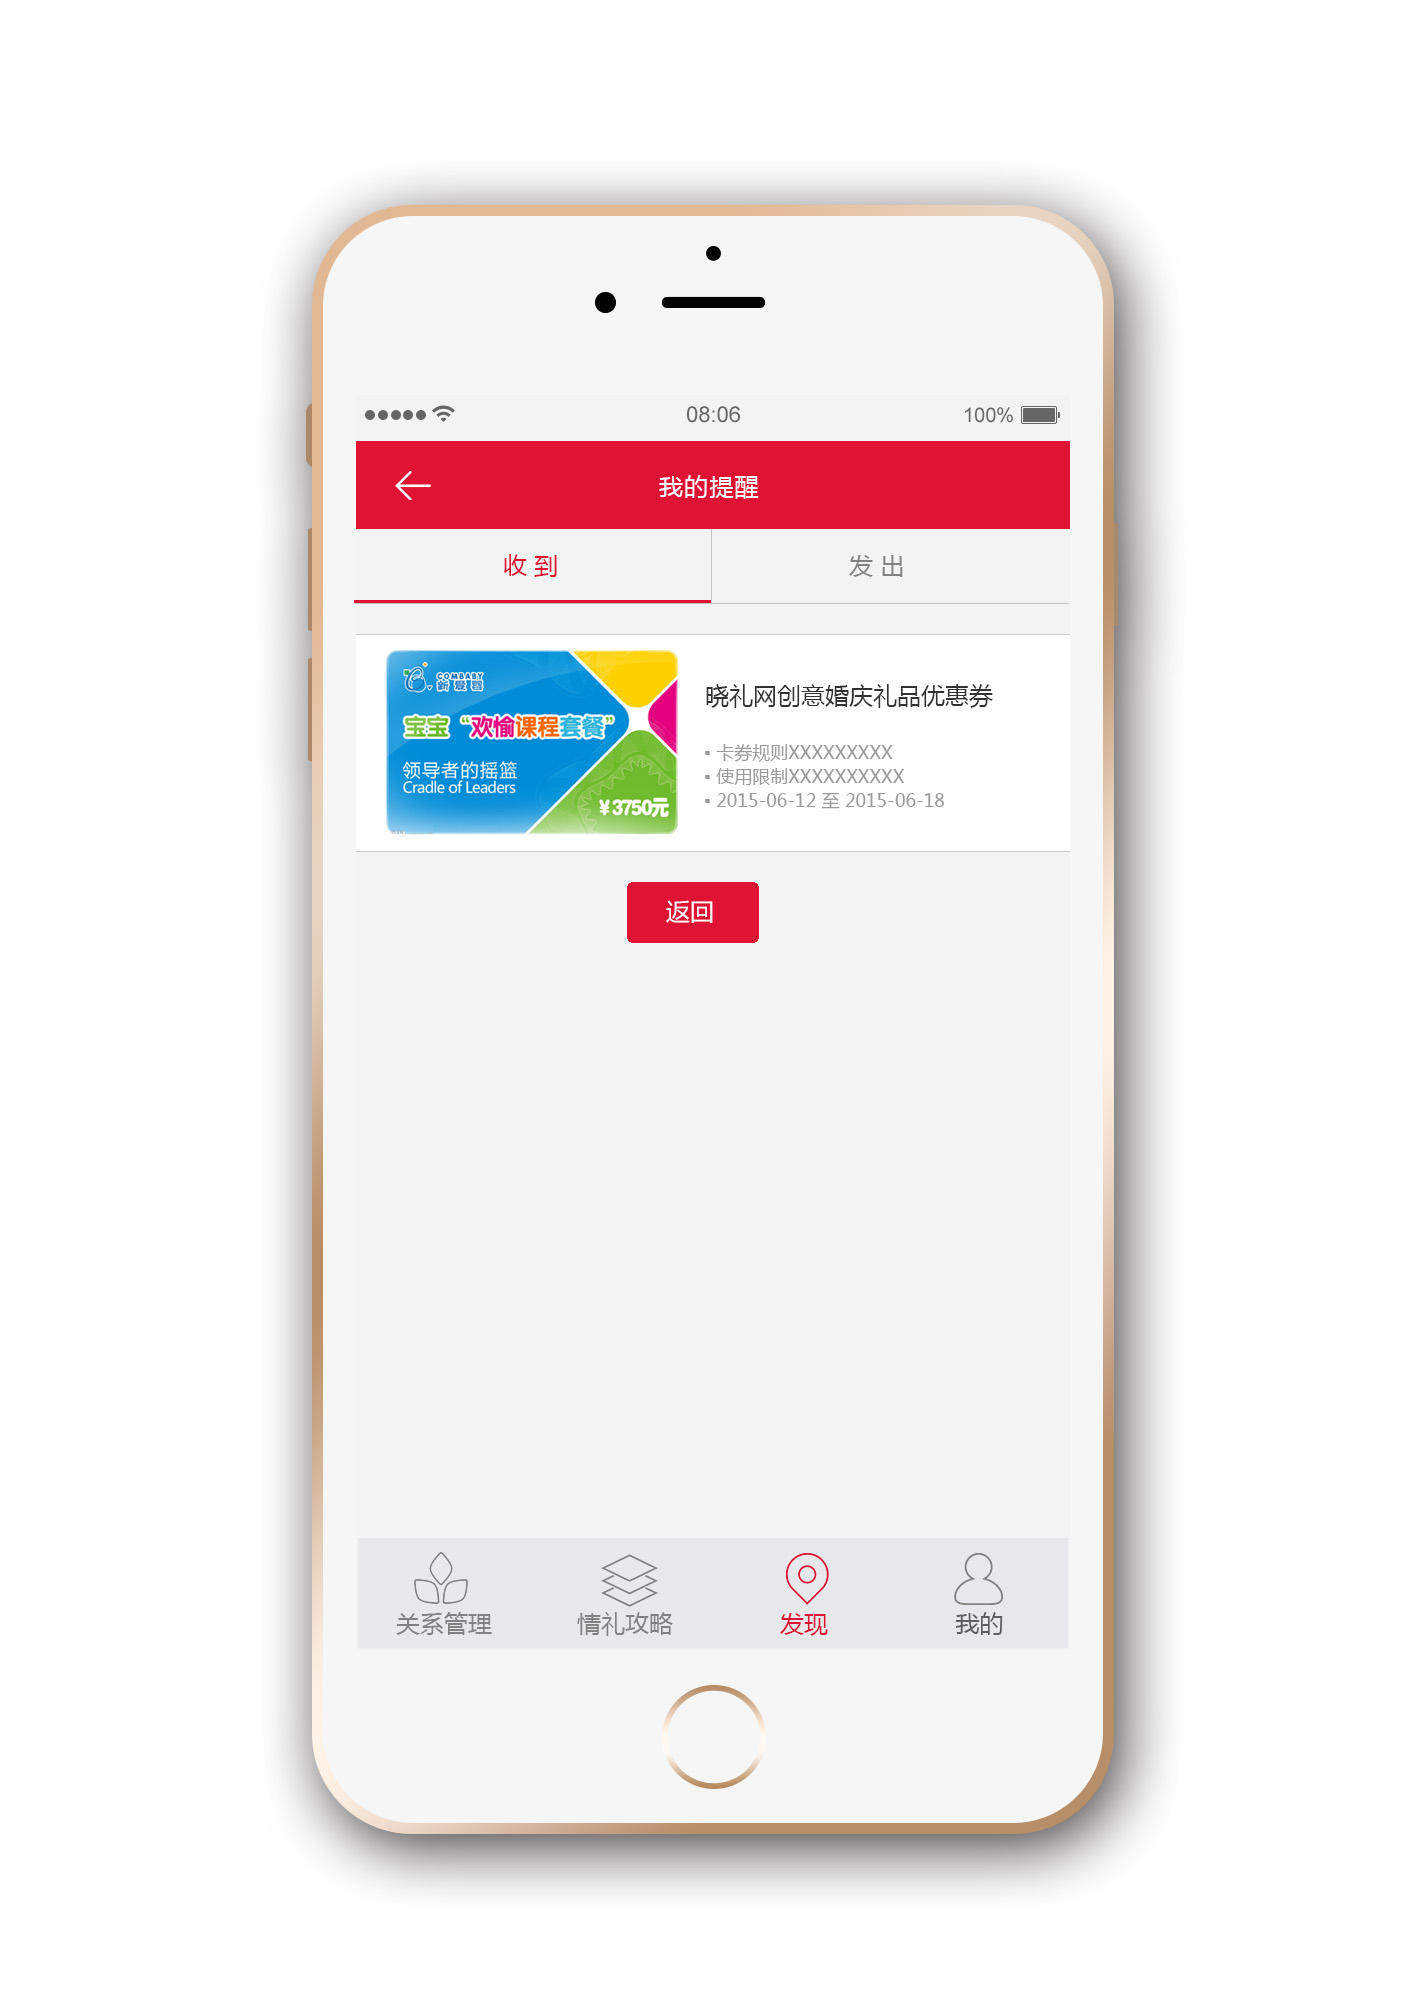 08:06
100%
我的提醒
收到
发出
COMBABY
新爱婴
宝宝“欢愉课程套餐”
领导者的摇篮
Cradle of Leaders
¥3750元
晓礼网创意婚庆礼品优惠券
▪ 卡券规则XXXXXXXXX
▪ 使用限制XXXXXXXXXX
▪ 2015-06-12 至 2015-06-18
返回
关系管理
情礼攻略
发现
我的